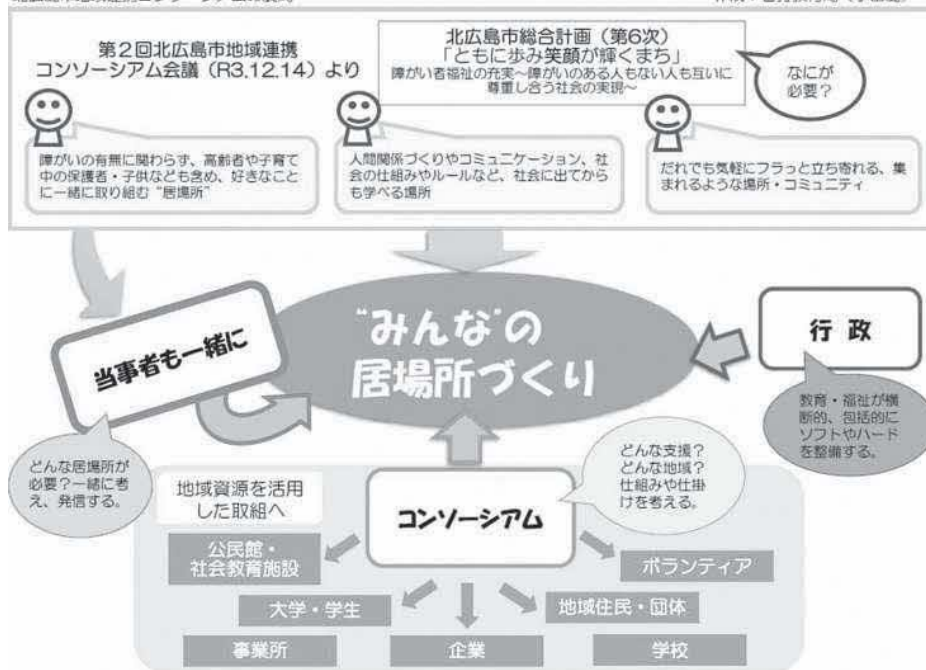 第2回北広島市地域連携
コンソーシアム会議（R3.12.14）より
北広島市総合計画（第6次）
「ともに歩み笑顔が輝くまち」
障がい者福祉の充実～障がいのある人もない人も互いに
尊重し合う社会の実現～
なにが
必要？
障がいの有無に関わらず、高齢者や子育て
中の保護者・子供なども含め、好きなこと
に一緒に取り組む“居場所”
人間関係づくりやコミュニケーション、社
会の仕組みやルールなど、社会に出てから
も学べる場所
だれでも気軽にフラっと立ち寄れる、集
まれるような場所・コミュニティ
“みんな”の
居場所づくり
当事者も一緒に
行政
教育・福祉が横
断的、包括的に
ソフトやハード
を整備する。
どんな居場所が
必要？一緒に考
え、発信する。
どんな支援？
どんな地域？
仕組みや仕掛
けを考える。
地域資源を活用
した取組へ
コンソーシアム
公民館・
社会教育施設
ボランティア
大学・学生
地域住民・団体
事業所
企業
学校